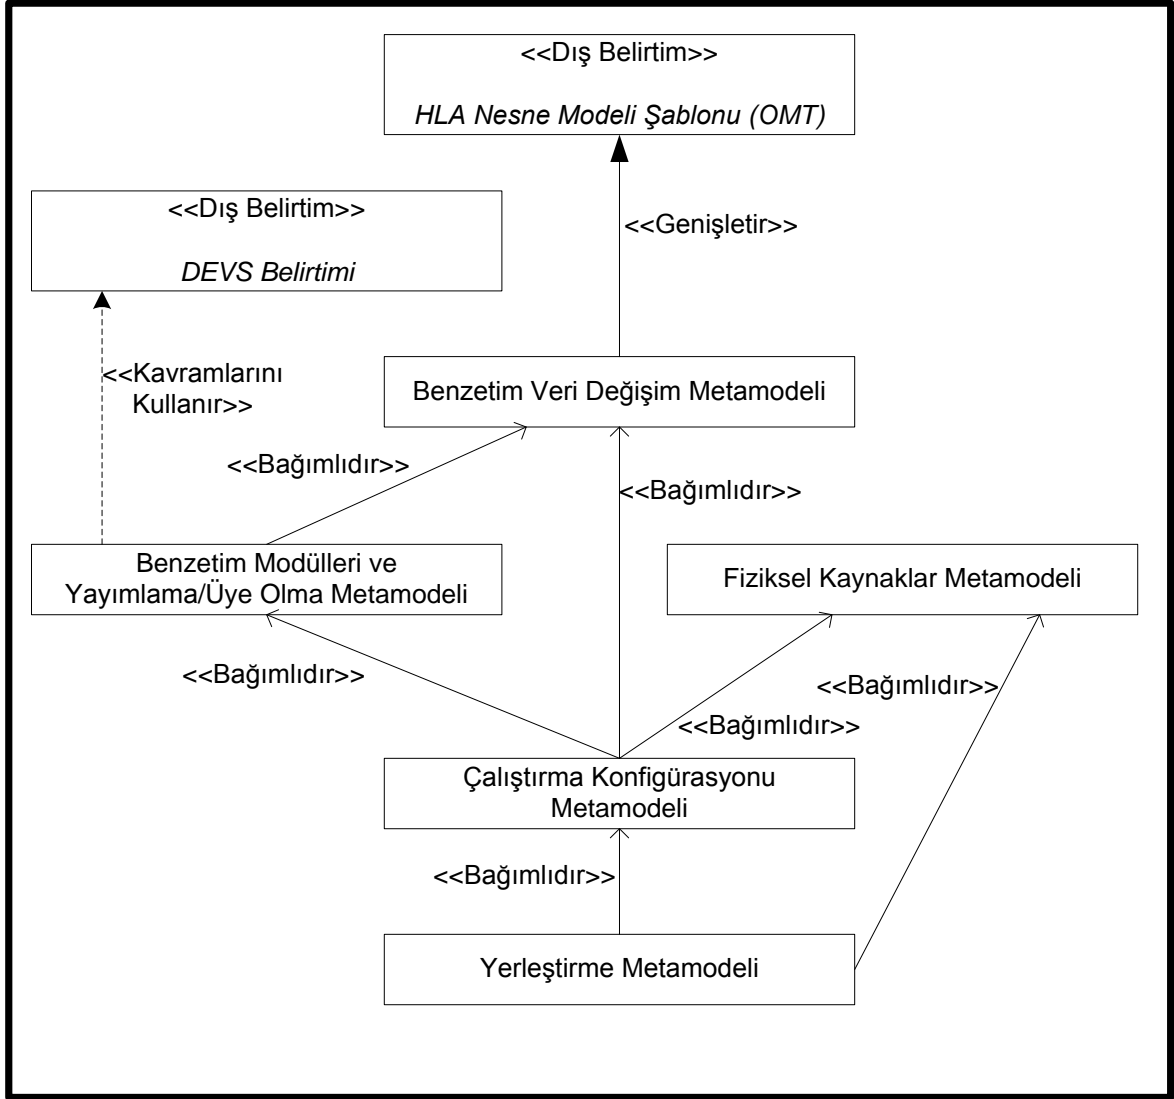 <<Dış Belirtim>>
HLA Nesne Modeli Şablonu (OMT)
<<Dış Belirtim>>
DEVS Belirtimi
<<Genişletir>>
<<Kavramlarını
Kullanır>>
Benzetim Veri Değişim Metamodeli
<<Bağımlıdır>>
<<Bağımlıdır>>
Benzetim Modülleri ve
Yayımlama/Üye Olma Metamodeli
Fiziksel Kaynaklar Metamodeli
<<Bağımlıdır>>
<<Bağımlıdır>>
<<Bağımlıdır>>
Çalıştırma Konfigürasyonu
Metamodeli
<<Bağımlıdır>>
Yerleştirme Metamodeli